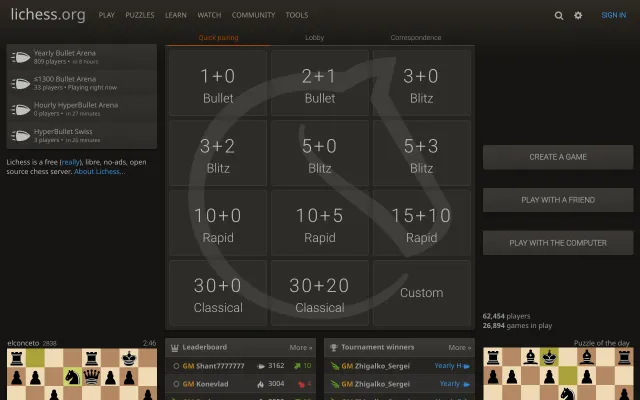 lichess.org PLAY PUZZLES LEARN WATCH COMMUNITY TOOLS SIGN IN
Quick pairing Lobby Correspondence
Yearly Bullet Arena
809 players • in 8 hours
≤1300 Bullet Arena
33 players • Playing right now
Hourly HyperBullet Arena
0 players • in 27 minutes
HyperBullet Swiss
3 players • in 26 minutes
Lichess is a free (really), libre, no-ads, open
source chess server. About Lichess...
1+0
Bullet
2+1
Bullet
3+0
Blitz
3+2
Blitz
5+0
Blitz
5+3
Blitz
10+0
Rapid
10+5
Rapid
15+10
Rapid
30+0
Classical
30+20
Classical
Custom
CREATE A GAME
PLAY WITH A FRIEND
PLAY WITH THE COMPUTER
62,454 players
26,894 games in play
elconceto 2838 2:46
Leaderboard More »
GM Shant7777777 3162 10
GM Konevlad 3004 4
Tournament winners More »
GM Zhigalko_Sergei Yearly H
GM Zhigalko_Sergei Yearly
Puzzle of the day